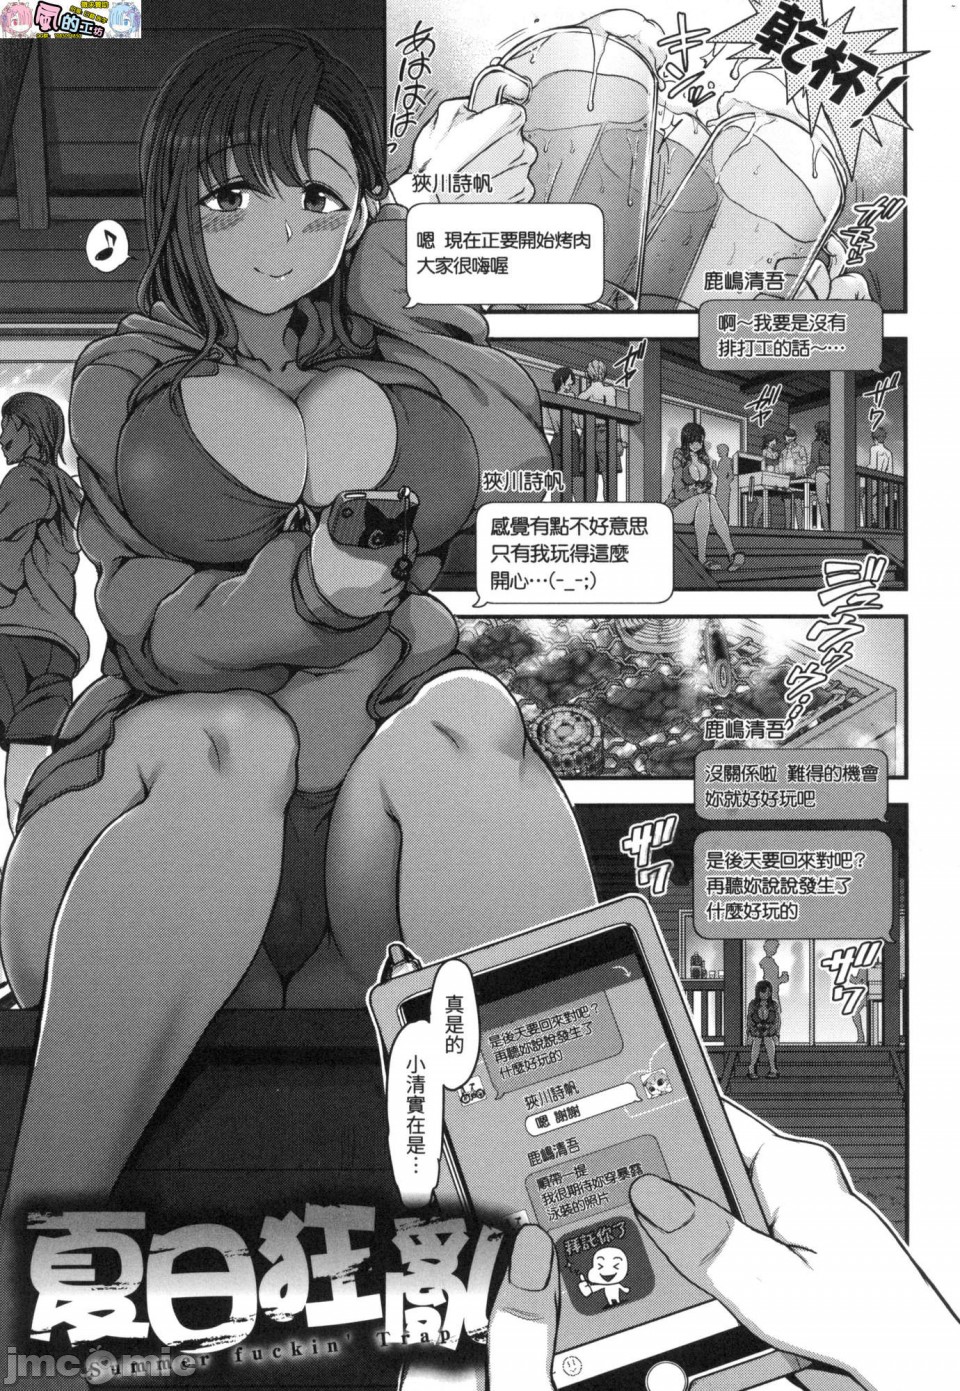 風的工坊
乾杯！
あはははは
狹川詩帆
嗯 現在正要開始烤肉
大家很嗨喔
鹿嶋清吾
啊～我要是沒有
排打工的話～…
狹川詩帆
感覺有點不好意思
只有我玩得這麼
開心…(-_-;)
鹿嶋清吾
沒關係啦 難得的機會
妳就好好玩吧
是後天要回來對吧？
再聽妳說說發生了
什麼好玩的
真是的
小清實在是…
是後天要回來對吧？
再聽妳說說發生了
什麼好玩的
狹川詩帆
嗯 謝謝
鹿嶋清吾
順帶一提
我很期待妳穿暴露
泳裝的照片
拜託你了
夏日狂亂
Summer fuckin' Trap
jmcomic